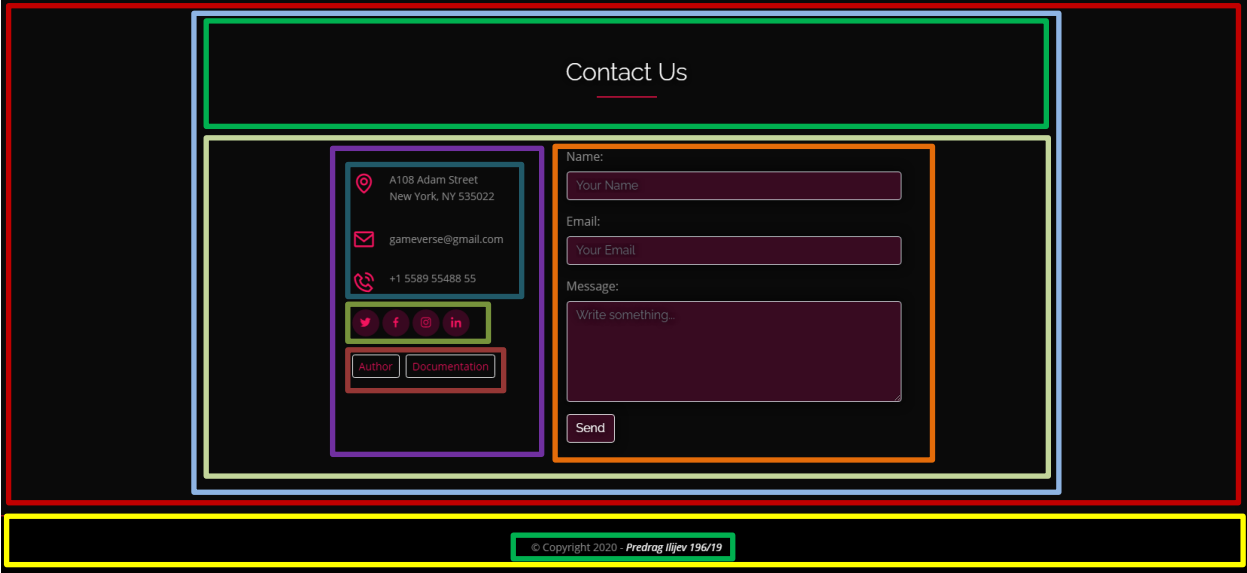 Contact Us
A108 Adam Street
New York, NY 535022
gameverse@gmail.com
+1 5589 55488 55
Author Documentation
Name:
Your Name
Email:
Your Email
Message:
Write something...
Send
© Copyright 2020 - Predrag Ilijev 196/19